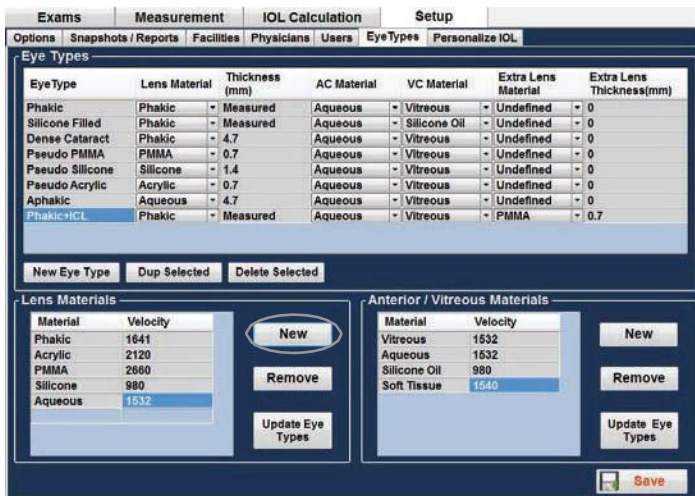 Exams Measurement IOL Calculation Setup
Options Snapshots / Reports Facilities Physicians Users EyeTypes Personalize IOL
Eye Types
EyeType Lens Material Thickness (mm) AC Material VC Material Extra Lens Material Extra Lens Thickness(mm)
Phakic Phakic Measured Aqueous Vitreous Undefined 0
Silicone Filled Phakic Measured Aqueous Silicone Oil Undefined 0
Dense Cataract Phakic 4.7 Aqueous Vitreous Undefined 0
Pseudo PMMA PMMA 0.7 Aqueous Vitreous Undefined 0
Pseudo Silicone Silicone 1.4 Aqueous Vitreous Undefined 0
Pseudo Acrylic Acrylic 0.7 Aqueous Vitreous Undefined 0
Aphakic Aqueous 4.7 Aqueous Vitreous Undefined 0
Phakic+ICL Phakic Measured Aqueous Vitreous PMMA 0.7
New Eye Type Dup Selected Delete Selected
Lens Materials
Material Velocity
Phakic 1641
Acrylic 2120
PMMA 2660
Silicone 980
Aqueous 1532
New
Remove
Update Eye
Types
Anterior / Vitreous Materials
Material Velocity
Vitreous 1532
Aqueous 1532
Silicone Oil 980
Soft Tissue 1540
New
Remove
Update Eye
Types
Save